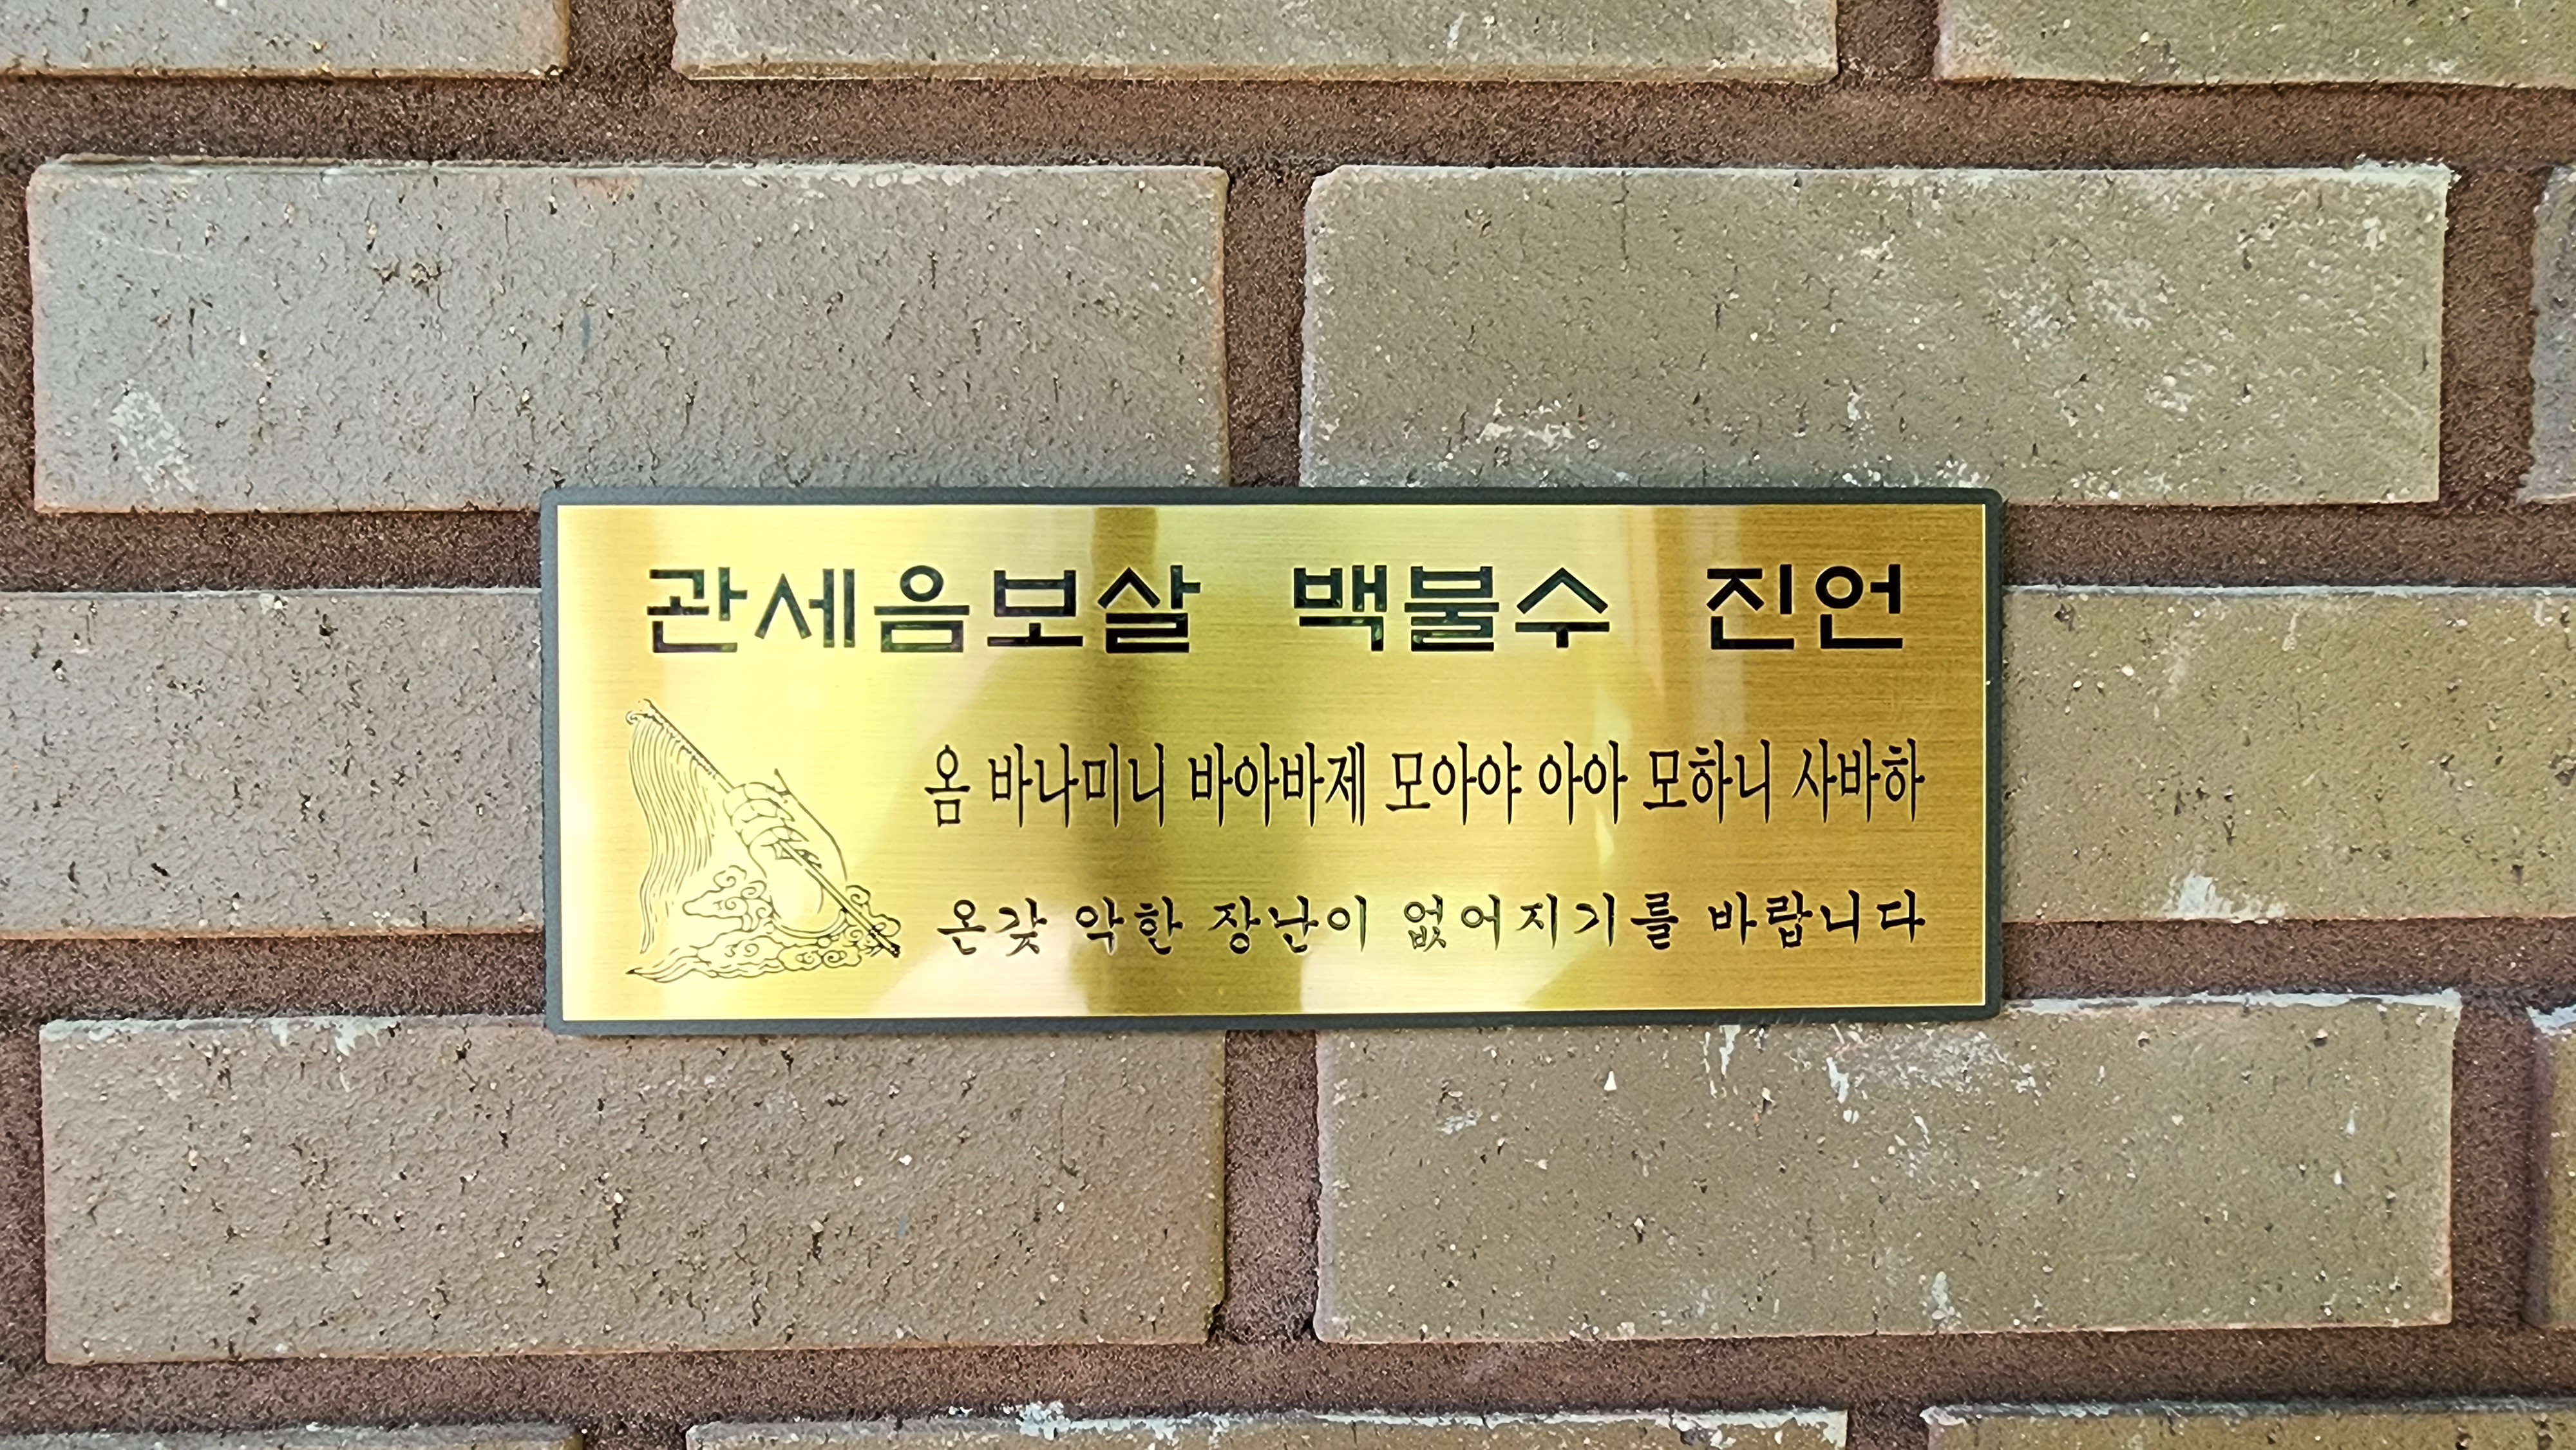 관세음보살 백불수 진언
옴 바나미니 바아바제 모아야 아아 모하니 사바하
온갖 악한 장난이 없어지기를 바랍니다